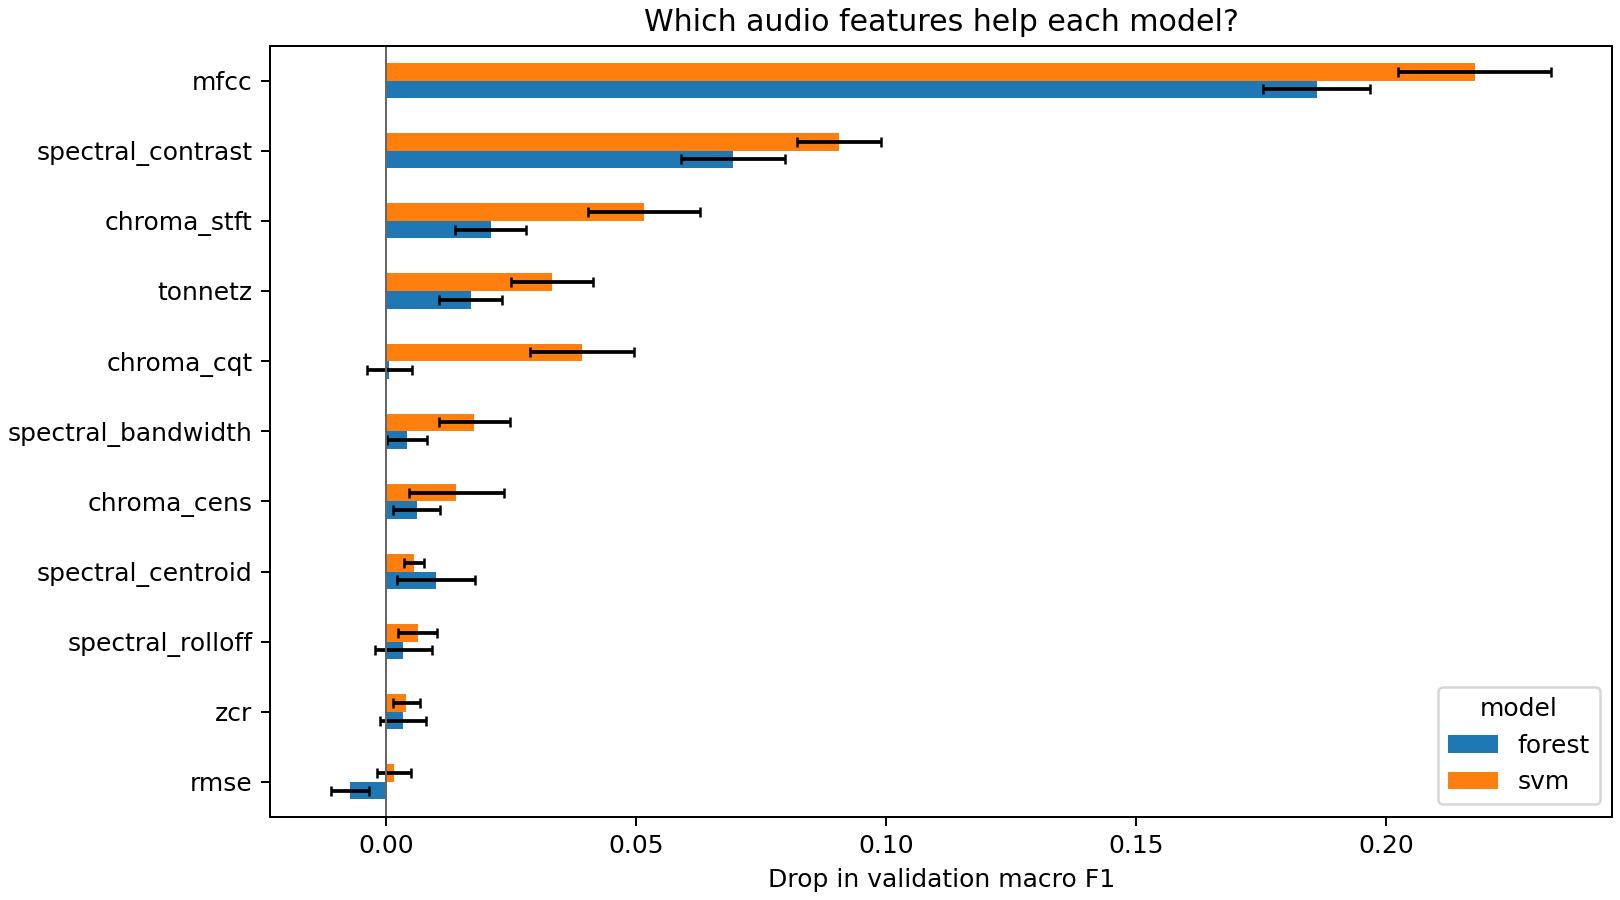 Which audio features help each model?
mfcc
spectral_contrast
chroma_stft
tonnetz
chroma_cqt
spectral_bandwidth
chroma_cens
spectral_centroid
spectral_rolloff
zcr
rmse
model
forest
svm
0.00 0.05 0.10 0.15 0.20
Drop in validation macro F1